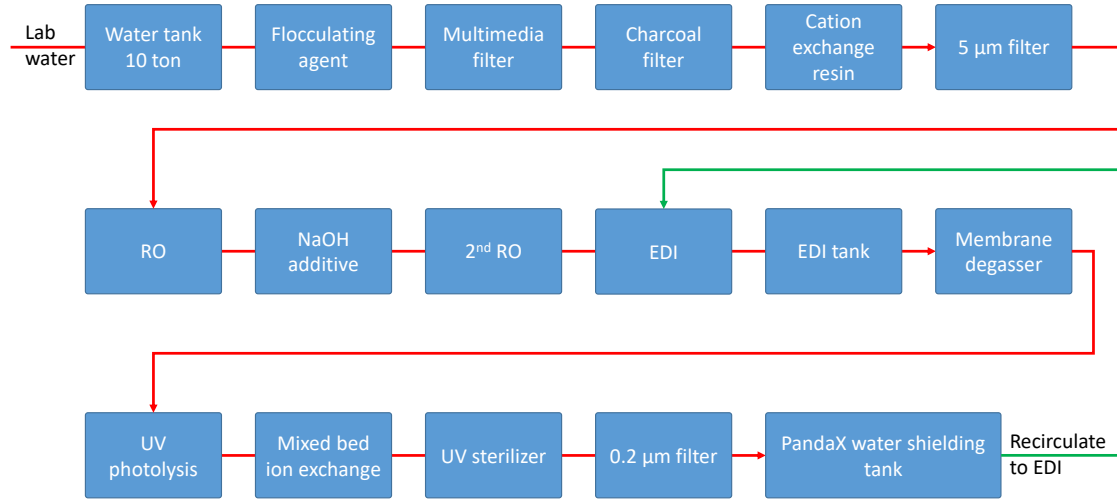 Lab
water
Water tank
10 ton
Flocculating
agent
Multimedia
filter
Charcoal
filter
Cation
exchange
resin
5 µm filter
RO
NaOH
additive
2nd RO
EDI
EDI tank
Membrane
degasser
UV
photolysis
Mixed bed
ion exchange
UV sterilizer
0.2 µm filter
PandaX water shielding
tank
Recirculate
to EDI